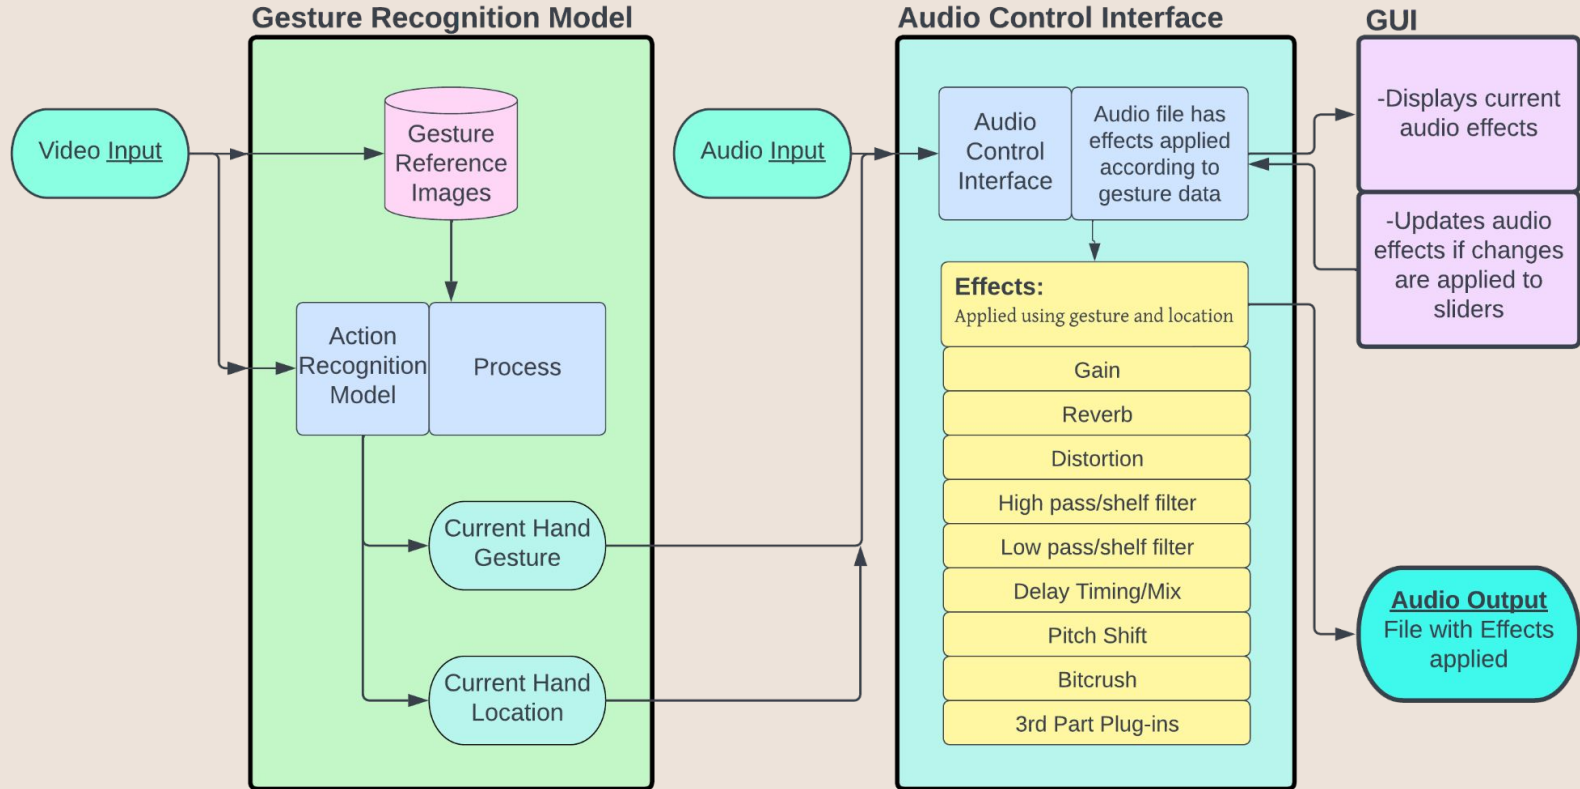 Gesture Recognition Model
Audio Control Interface
GUI
Video Input
Gesture
Reference
Images
Action
Recognition
Model
Process
Current Hand
Gesture
Current Hand
Location
Audio Input
Audio
Control
Interface
Audio file has
effects applied
according to
gesture data
Effects:
Applied using gesture and location
Gain
Reverb
Distortion
High pass/shelf filter
Low pass/shelf filter
Delay Timing/Mix
Pitch Shift
Bitcrush
3rd Part Plug-ins
-Displays current
audio effects
-Updates audio
effects if changes
are applied to
sliders
Audio Output
File with Effects
applied